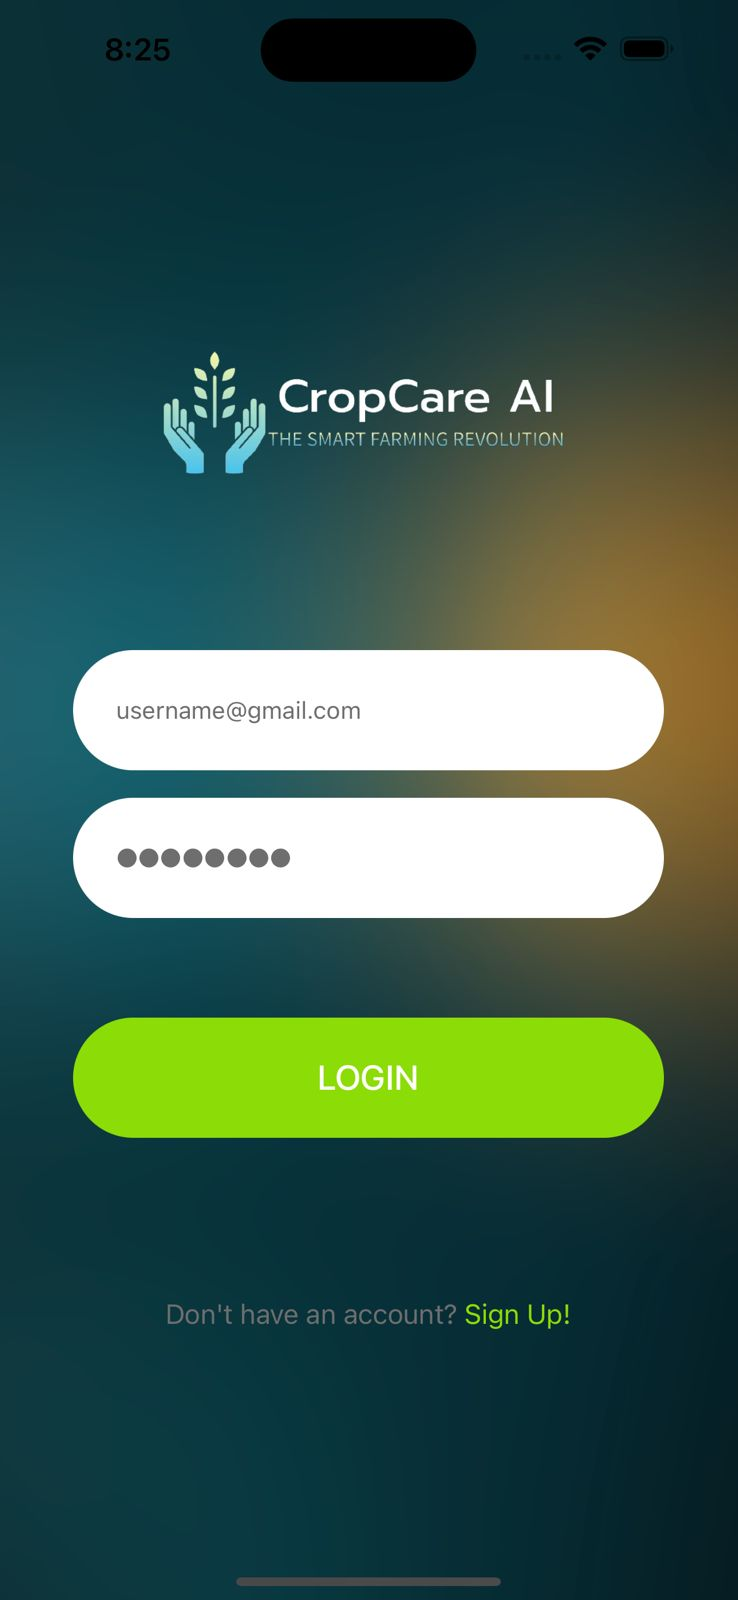 8:25
CropCare AI
THE SMART FARMING REVOLUTION
username@gmail.com
●●●●●●●●
LOGIN
Don't have an account? Sign Up!